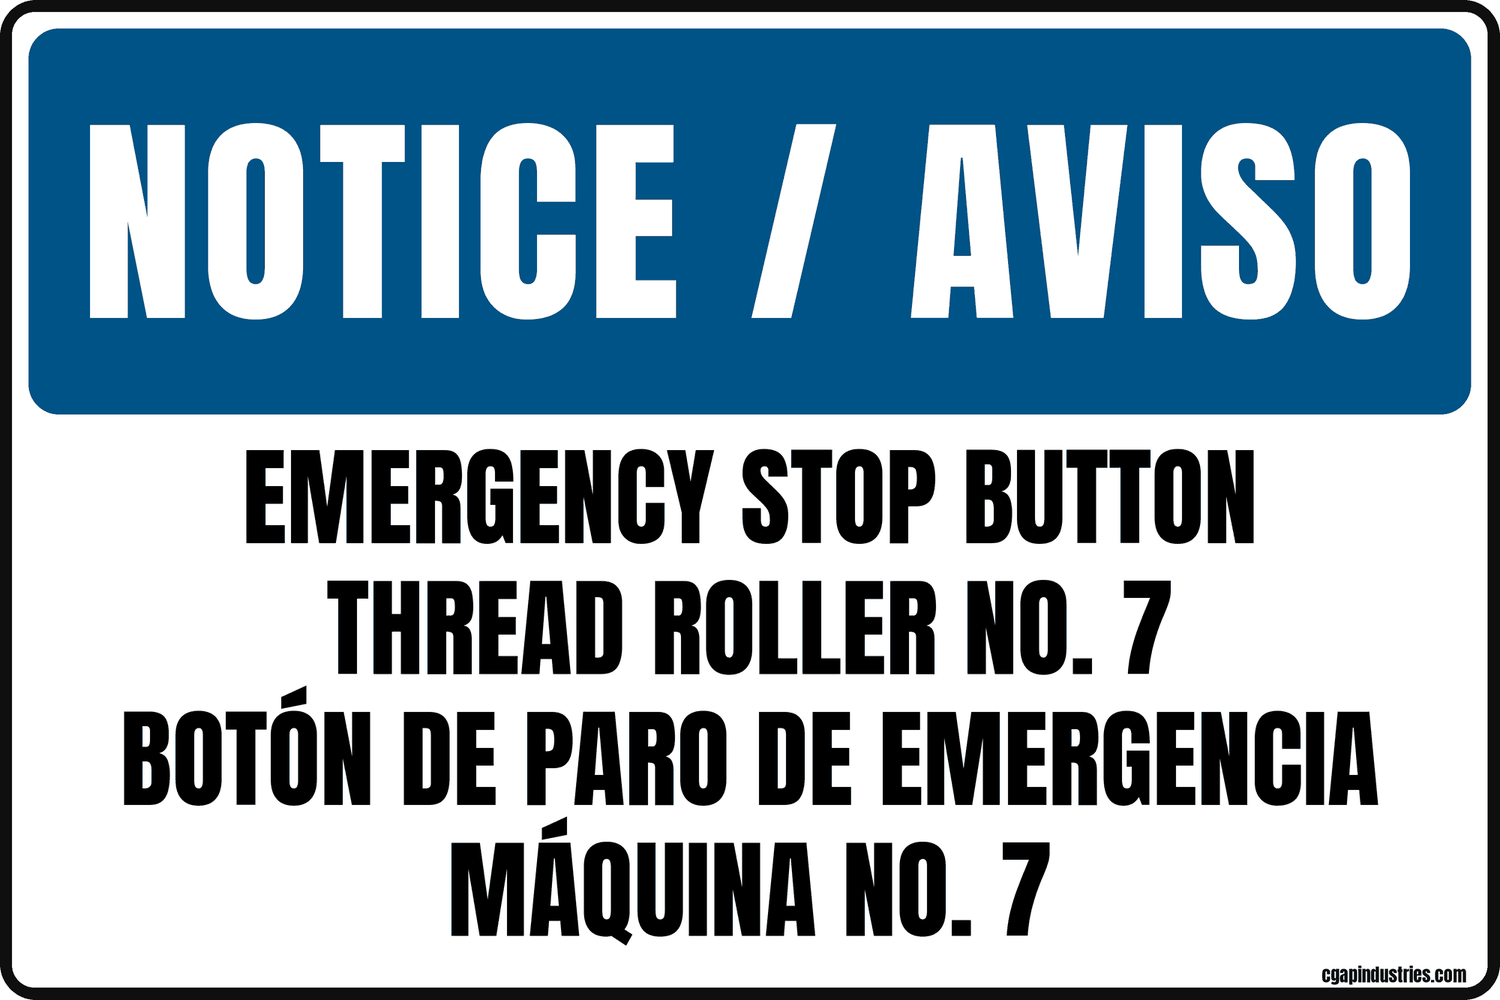 NOTICE / AVISO
EMERGENCY STOP BUTTON
THREAD ROLLER NO. 7
BOTÓN DE PARO DE EMERGENCIA
MÁQUINA NO. 7
cgapindustries.com